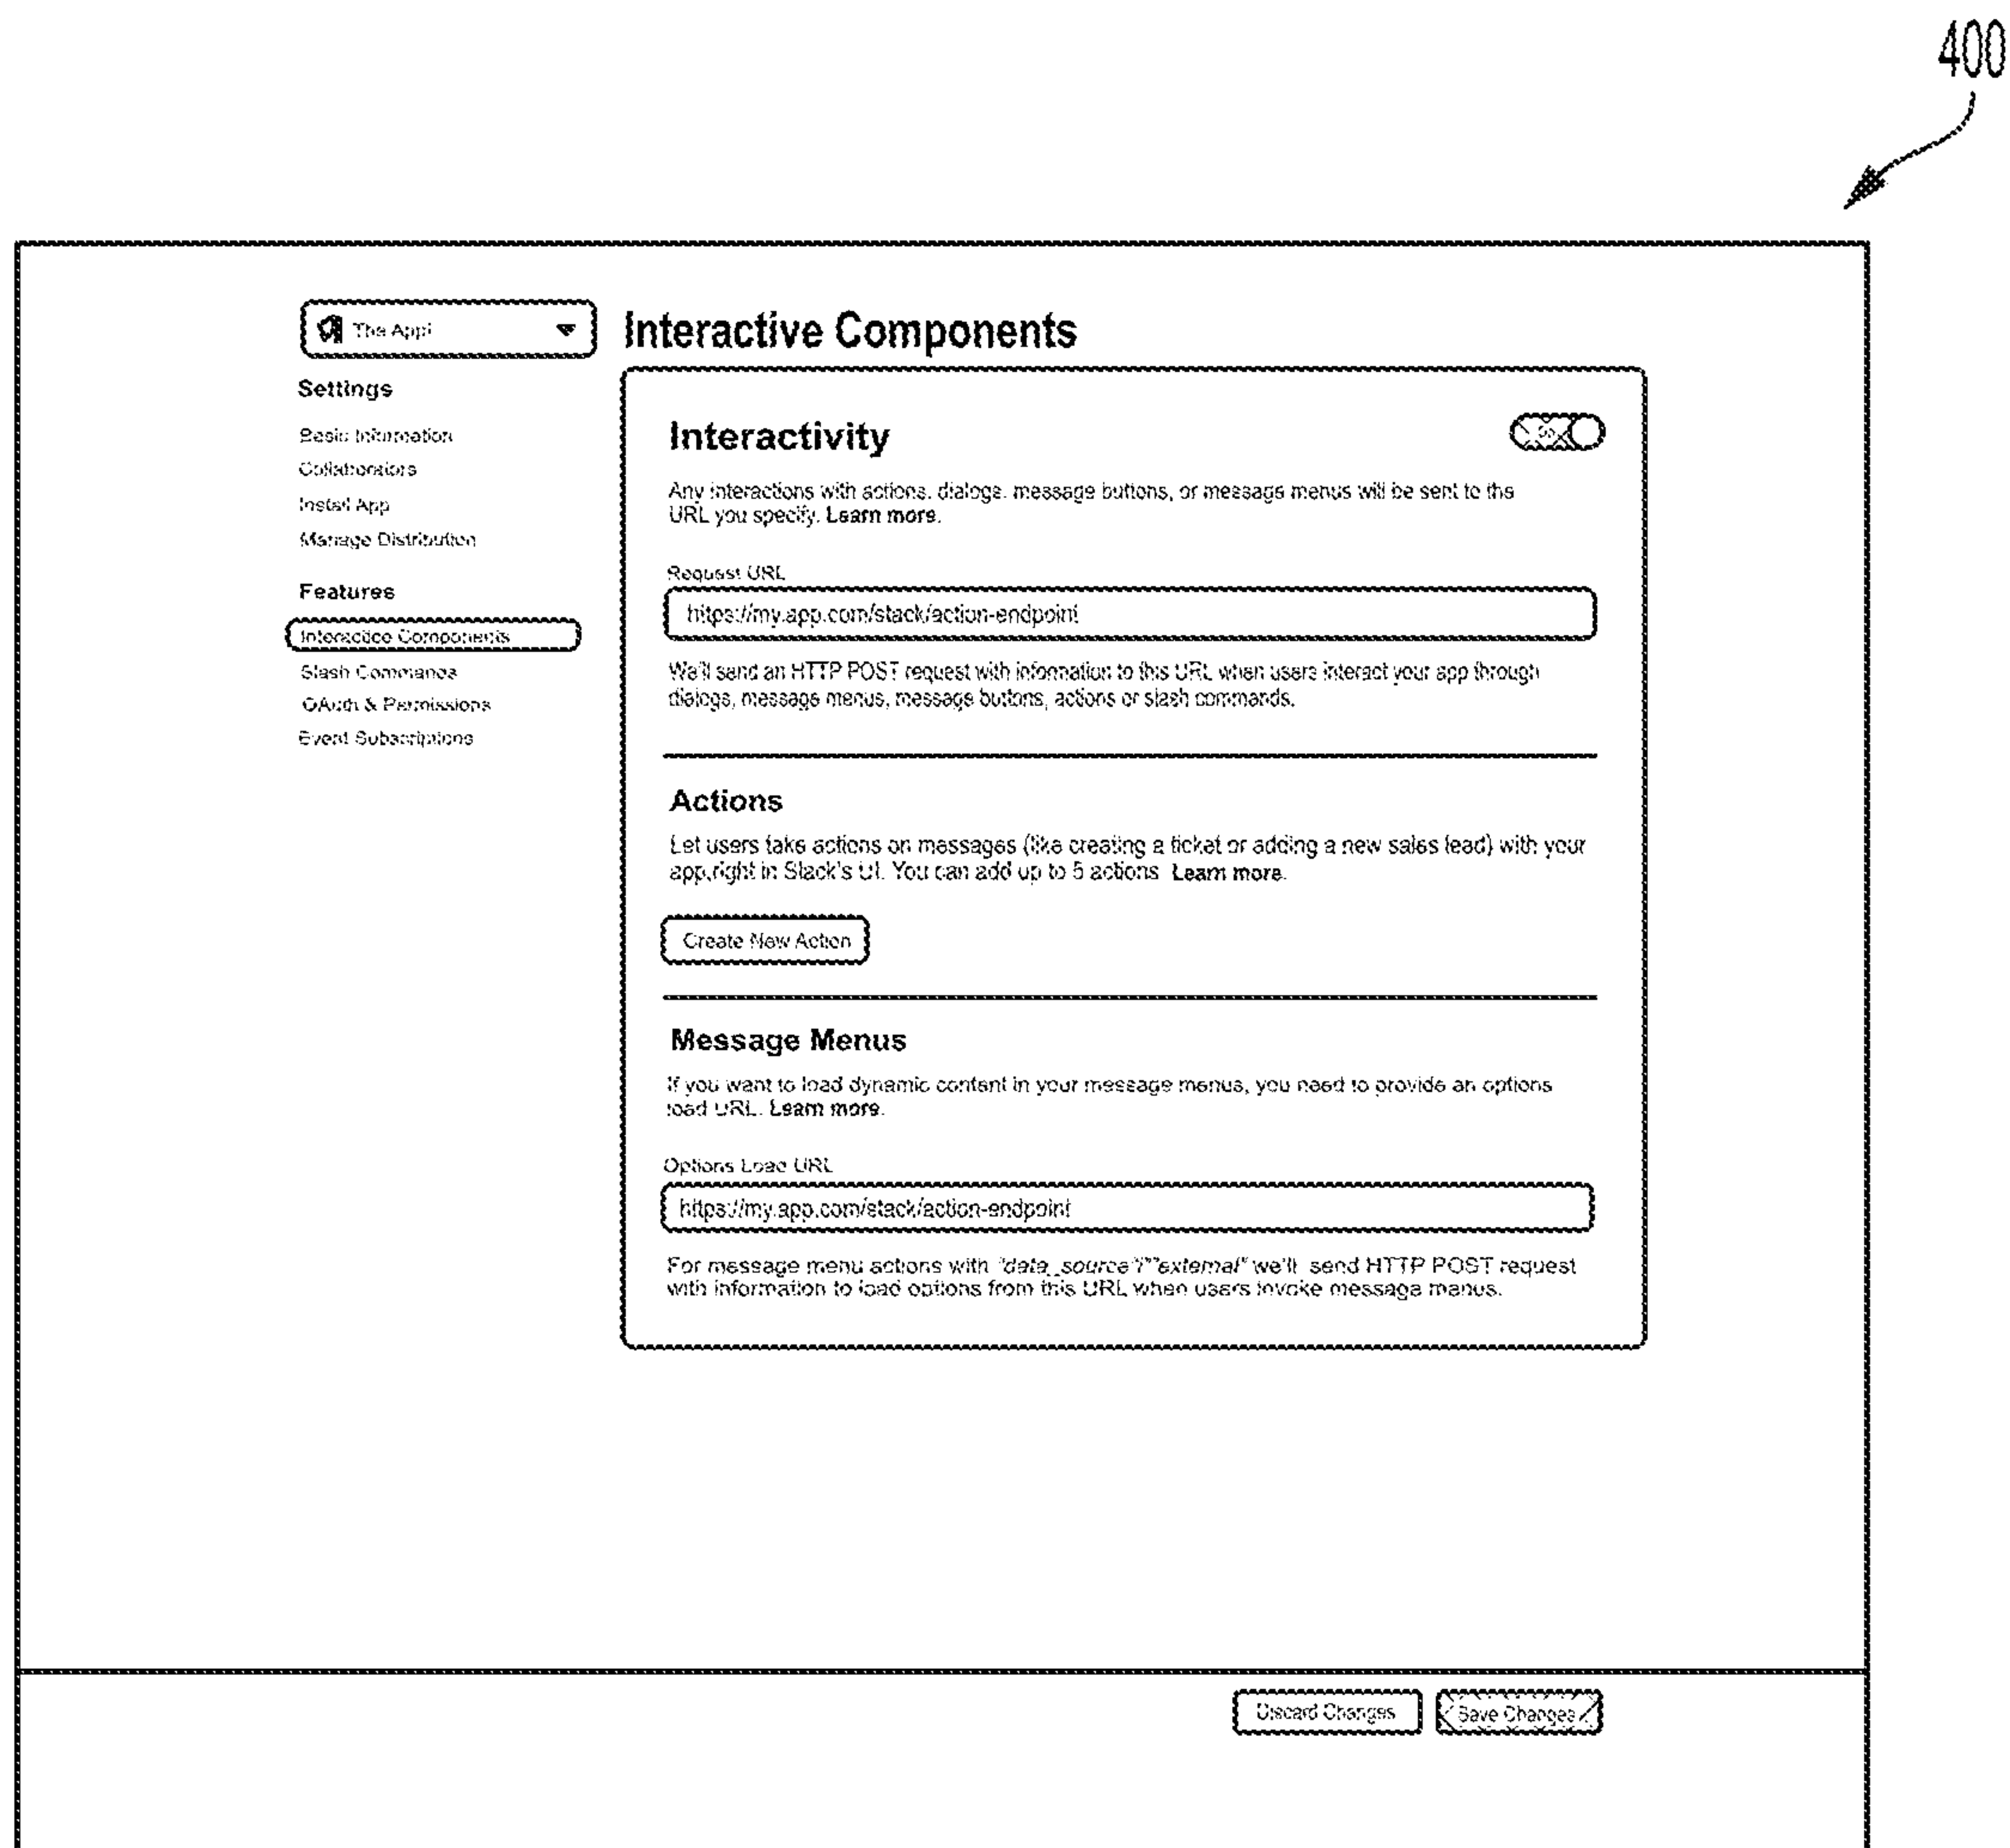 400
The App
Interactive Components
Settings
Basic Information
Collaborators
Install App
Manage Distribution
Features
Interactice Components
Slash Commands
OAuth & Permissions
Event Subscriptions
Interactivity
Any interactions with actions, dialogs, message buttons, or message menus will be sent to the
URL you specify. Learn more.
Request URL
https://my.app.com/stack/action-endpoint
We'll send an HTTP POST request with information to this URL when users interact your app through
dialogs, message menus, message buttons, actions or slash commands.
Actions
Let users take actions on messages (like creating a ticket or adding a new sales lead) with your
app,right in Slack's UI. You can add up to 5 actions Learn more.
Create New Action
Message Menus
If you want to load dynamic content in your message menus, you need to provide an options
load URL. Learn more.
Options Load URL
https://my.app.com/stack/action-endpoint
For message menu actions with "data_source"/"external" we'll send HTTP POST request
with information to load options from this URL when users invoke message menus.
Discard Changes
Save Changes